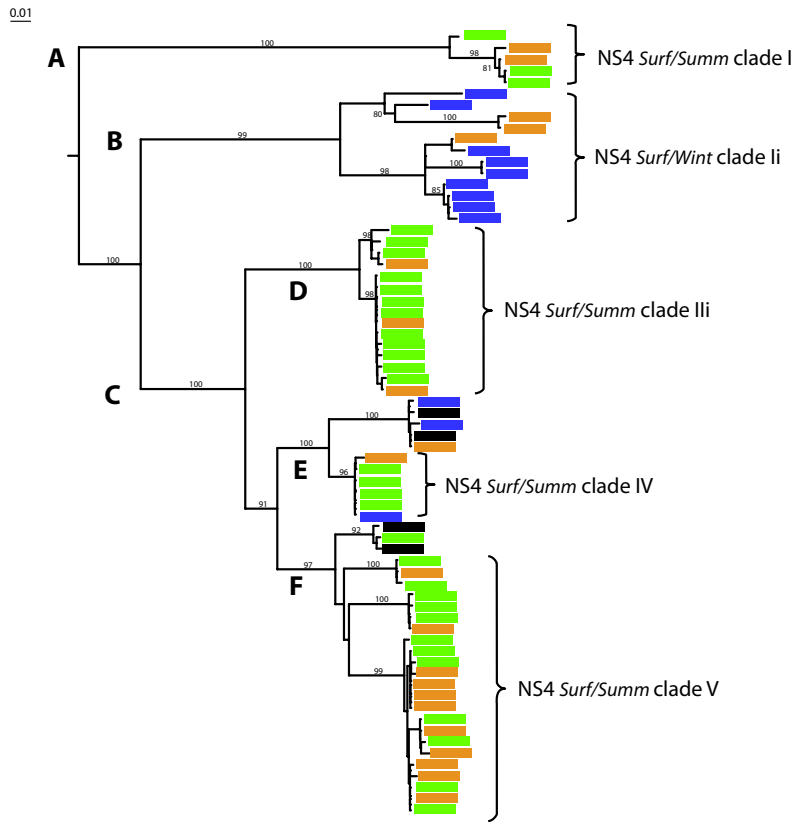 0.01
100
A
98
NS4 Surf/Summ clade I
81
B
80
100
99
NS4 Surf/Wint clade Ii
100
98
85
98
100
100
D
98
NS4 Surf/Summ clade IIi
100
C
100
100
E
96
NS4 Surf/Summ clade IV
91
92
97
100
F
100
99
NS4 Surf/Summ clade V